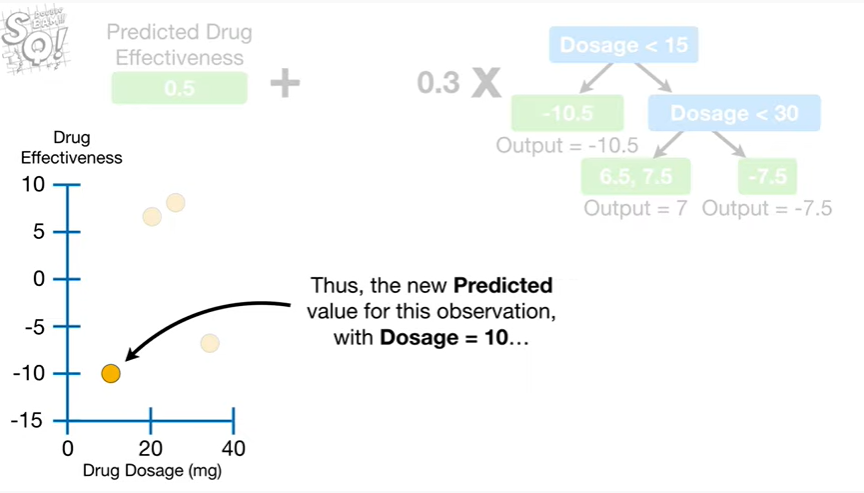 StatQuest!!
Predicted Drug
Effectiveness
0.5
+
0.3 X
Dosage < 15
-10.5
Dosage < 30
Output = -10.5
6.5, 7.5
-7.5
Output = 7
Output = -7.5
Drug
Effectiveness
10
5
0
-5
-10
-15
0
20
40
Drug Dosage (mg)
Thus, the new Predicted
value for this observation,
with Dosage = 10...